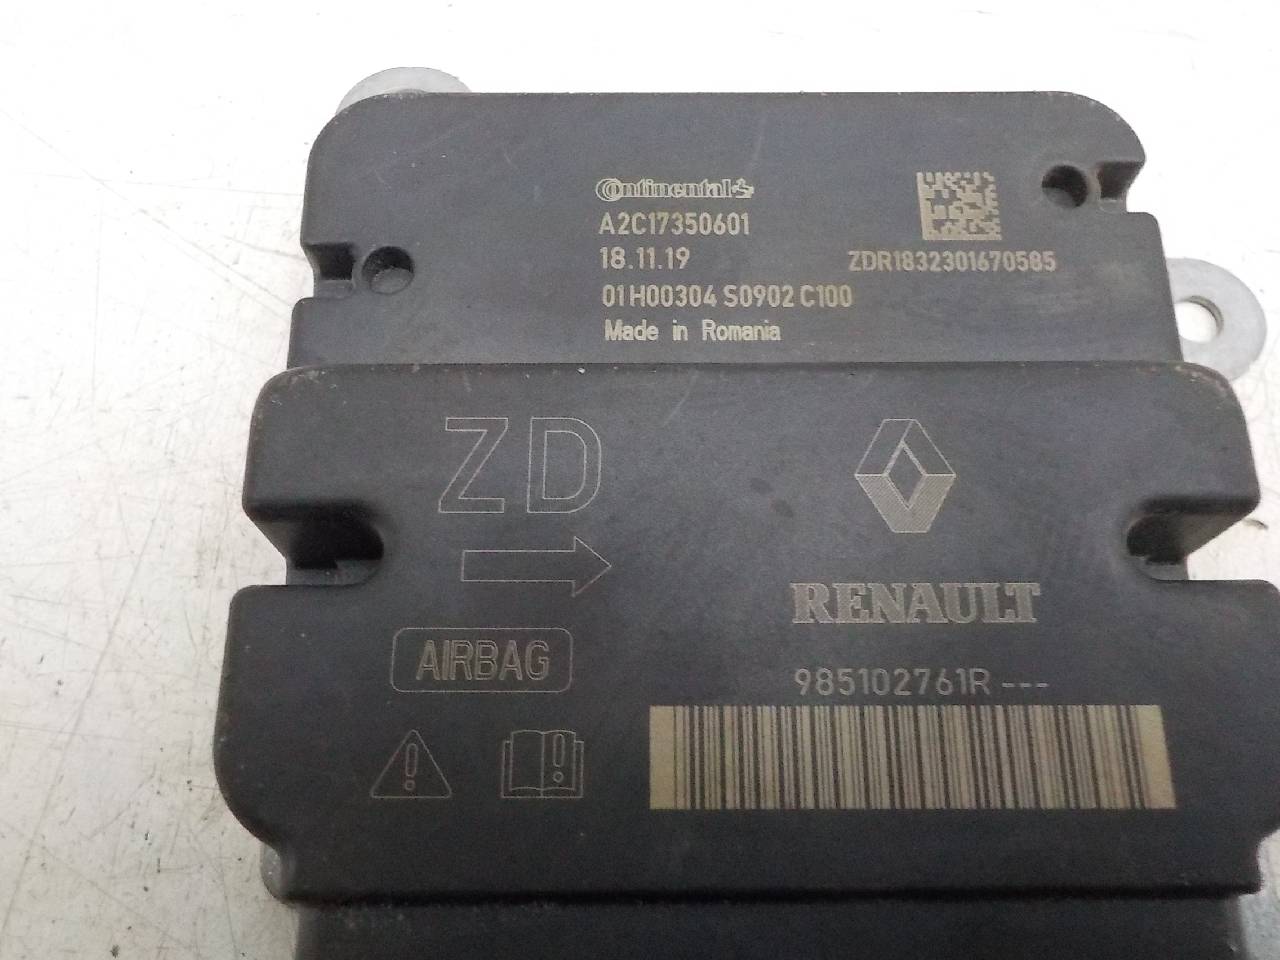 Continental
A2C17350601
18.11.19
ZDR1832301670585
01H00304 S0902 C100
Made in Romania
ZD
RENAULT
AIRBAG
985102761R ---